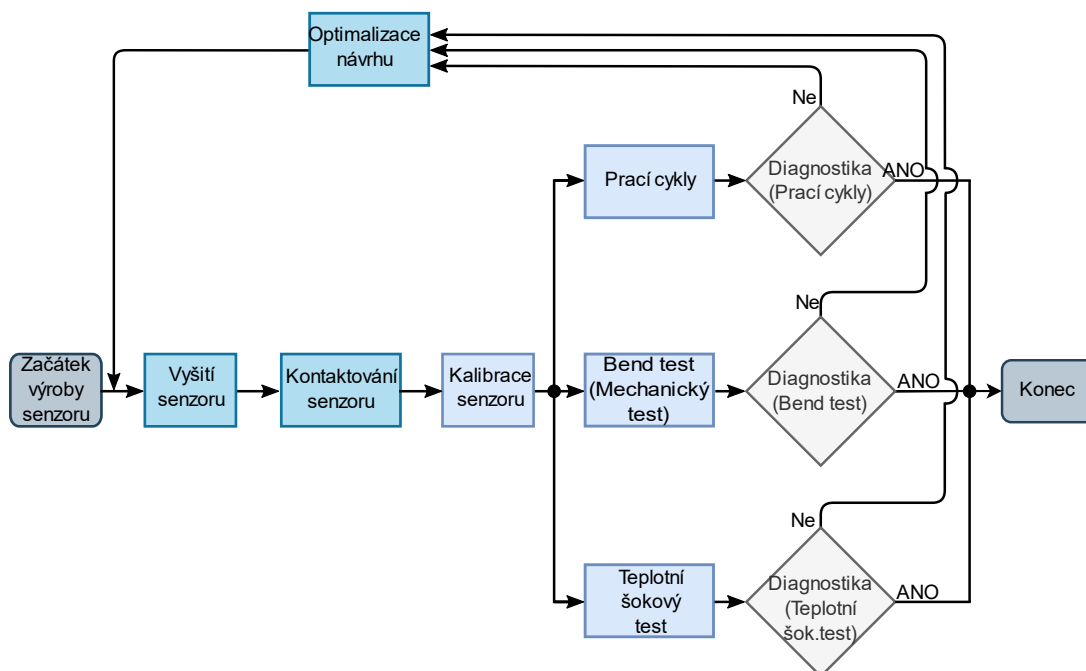 Optimalizace
návrhu
Ne
Prací cykly
Diagnostika
(Prací cykly)
ANO
Ne
Začátek
výroby
senzoru
Vyšití
senzoru
Kontaktování
senzoru
Kalibrace
senzoru
Bend test
(Mechanický
test)
Diagnostika
(Bend test)
ANO
Konec
Ne
Teplotní
šokový
test
Diagnostika
(Teplotní
šok.test)
ANO